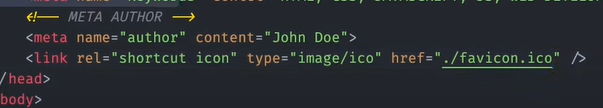 <!-- META AUTHOR -->
<meta name="author" content="John Doe">
<link rel="shortcut icon" type="image/ico" href="./favicon.ico" />
/head>
body>